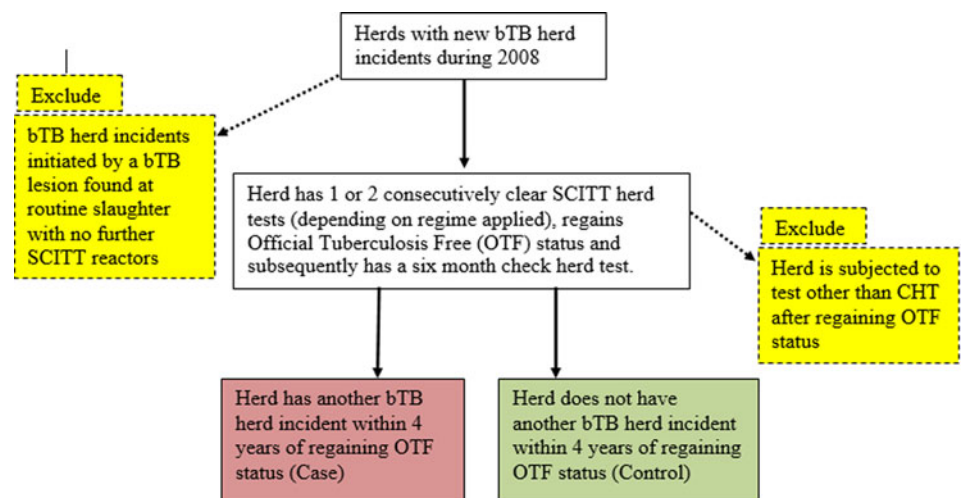 Herds with new bTB herd
incidents during 2008
Exclude
bTB herd incidents
initiated by a bTB
lesion found at
routine slaughter
with no further
SCITT reactors
Herd has 1 or 2 consecutively clear SCITT herd
tests (depending on regime applied), regains
Official Tuberculosis Free (OTF) status and
subsequently has a six month check herd test.
Exclude
Herd is subjected to
test other than CHT
after regaining OTF
status
Herd has another bTB
herd incident within 4
years of regaining OTF
status (Case)
Herd does not have
another bTB herd incident
within 4 years of regaining
OTF status (Control)